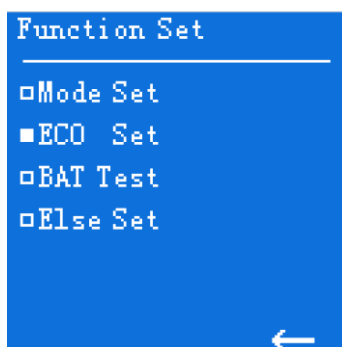 Function Set
Mode Set
ECO Set
BAT Test
Else Set